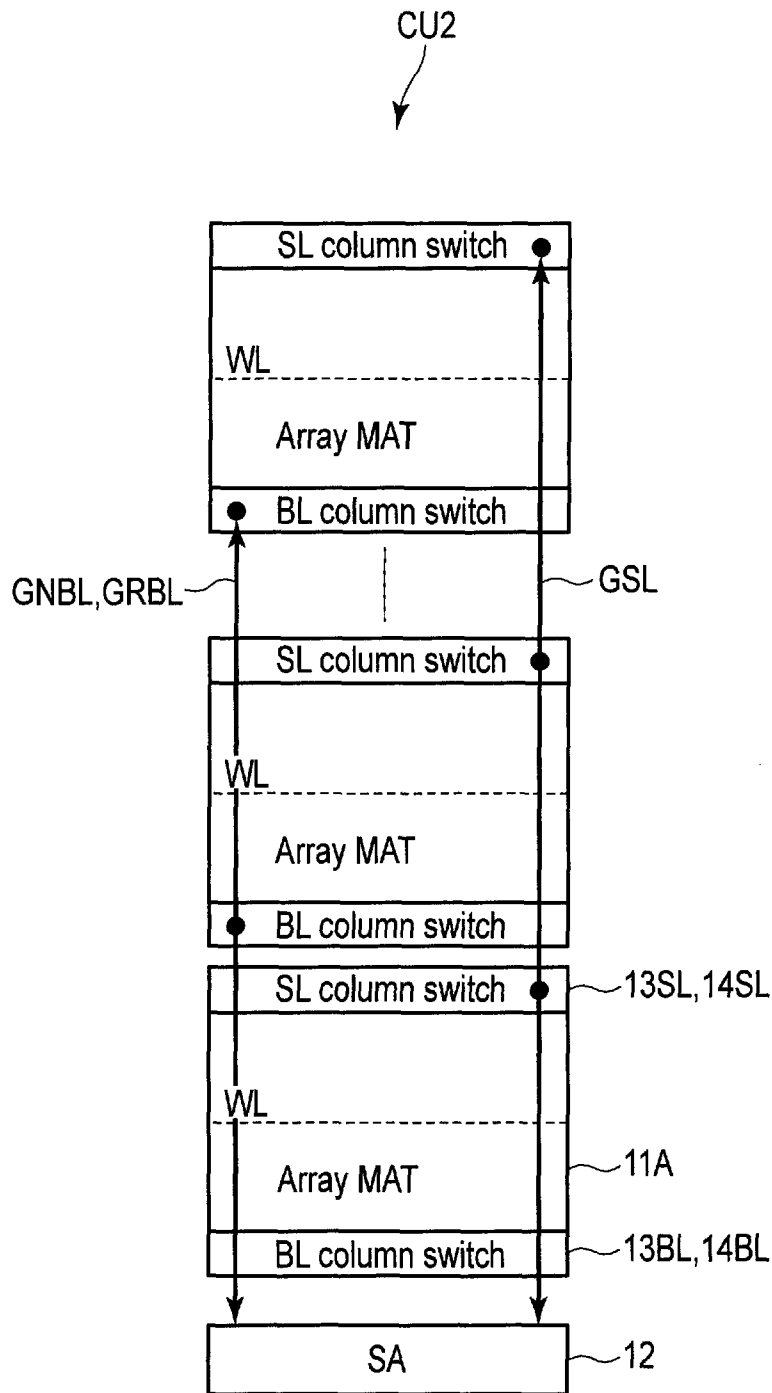 CU2
SL column switch
WL
Array MAT
BL column switch
GNBL,GRBL
GSL
SL column switch
WL
Array MAT
BL column switch
SL column switch
13SL,14SL
WL
Array MAT
11A
BL column switch
13BL,14BL
SA
12